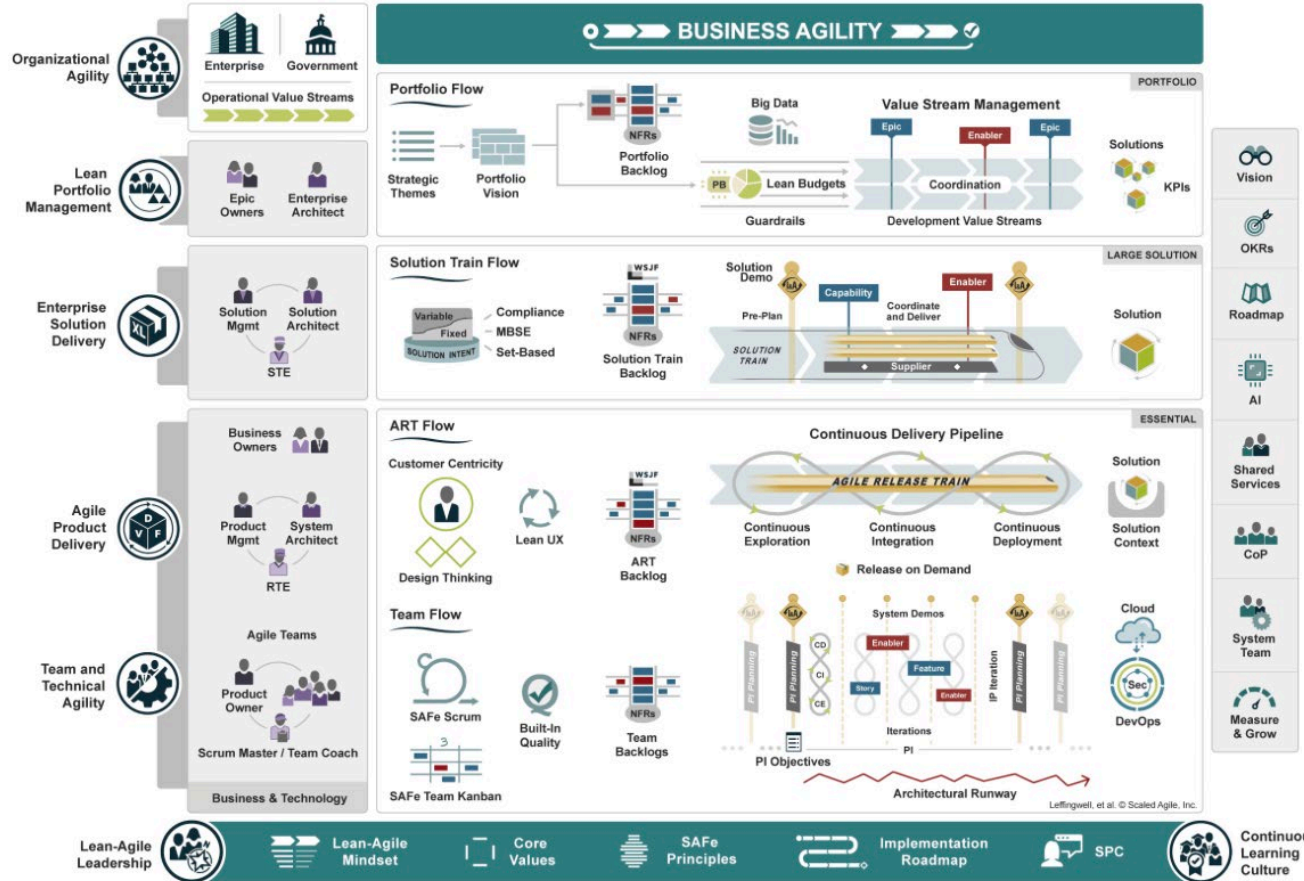 BUSINESS AGILITY
Organizational
Agility
Enterprise
Government
Operational Value Streams
Lean
Portfolio
Management
Epic
Owners
Enterprise
Architect
Enterprise
Solution
Delivery
XL
Solution
Mgmt
Solution
Architect
STE
Agile
Product
Delivery
D
V
F
Business
Owners
Product
Mgmt
System
Architect
RTE
Team and
Technical
Agility
Agile Teams
Product
Owner
Scrum Master / Team Coach
Business & Technology
PORTFOLIO
Portfolio Flow
Strategic
Themes
Portfolio
Vision
NFRs
Portfolio
Backlog
Big Data
PB
Lean Budgets
Guardrails
Value Stream Management
Epic
Enabler
Epic
Coordination
Development Value Streams
Solutions
KPIs
LARGE SOLUTION
Solution Train Flow
Variable
Fixed
SOLUTION INTENT
Compliance
MBSE
Set-Based
WSJF
NFRs
Solution Train
Backlog
Solution
Demo
I&A
Pre-Plan
Capability
Coordinate
and Deliver
Enabler
I&A
SOLUTION
TRAIN
Supplier
Solution
ESSENTIAL
ART Flow
Customer Centricity
Lean UX
Design Thinking
WSJF
NFRs
ART
Backlog
Continuous Delivery Pipeline
AGILE RELEASE TRAIN
Continuous
Exploration
Continuous
Integration
Continuous
Deployment
Release on Demand
Solution
Solution
Context
Team Flow
SAFe Scrum
3
SAFe Team Kanban
Built-In
Quality
NFRs
Team
Backlogs
I&A
I&A
I&A
I&A
PI Planning
PI Planning
CD
CI
CE
System Demos
Enabler
Feature
Story
Enabler
IP Iteration
PI Planning
PI Planning
Iterations
PI
PI Objectives
Architectural Runway
Cloud
Sec
DevOps
Leffingwell, et al. © Scaled Agile, Inc.
Vision
OKRs
Roadmap
AI
Shared
Services
CoP
System
Team
Measure
& Grow
Lean-Agile
Leadership
Lean-Agile
Mindset
Core
Values
SAFe
Principles
Implementation
Roadmap
SPC
Continuou
Learning
Culture